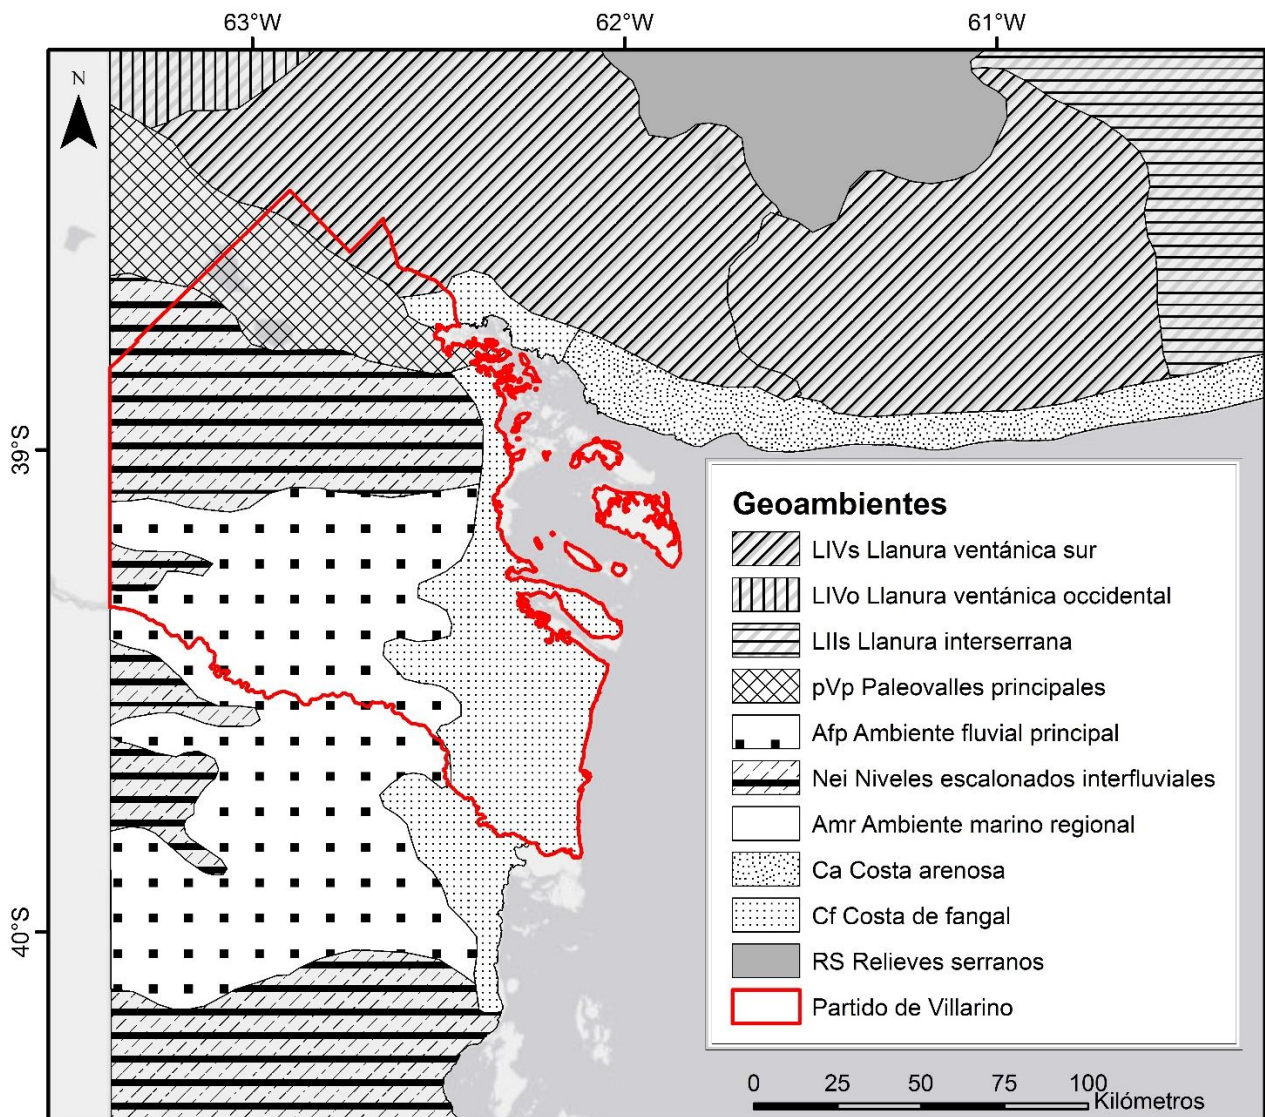 63°W 62°W 61°W
N
39°S
40°S
Geoambientes
LIVs Llanura ventánica sur
LIVo Llanura ventánica occidental
LIIs Llanura interserrana
pVp Paleovalles principales
Afp Ambiente fluvial principal
Nei Niveles escalonados interfluviales
Amr Ambiente marino regional
Ca Costa arenosa
Cf Costa de fangal
RS Relieves serranos
Partido de Villarino
0 25 50 75 100
Kilómetros